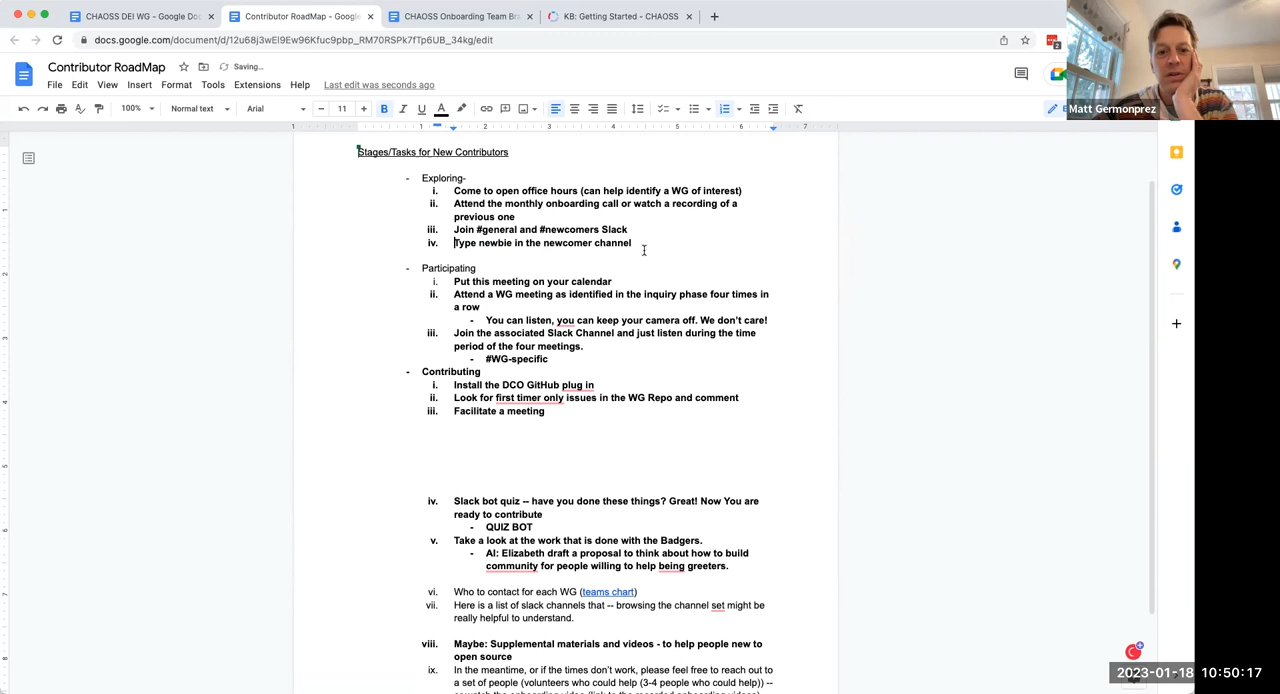 CHAOSS DEI WG - Google Doc
Contributor RoadMap - Google
CHAOSS Onboarding Team Bra
KB: Getting Started - CHAOSS
docs.google.com/document/d/12u68j3wEl9Ew96Kfuc9pbp_RM70RSPk7fTp6UB_34kg/edit
2
Contributor RoadMap
Saving...
File Edit View Insert Format Tools Extensions Help Last edit was seconds ago
Matt Germonprez
100% Normal text Arial 11
1 1 2 3 4 5 6 7
Stages/Tasks for New Contributors
- Exploring-
i. Come to open office hours (can help identify a WG of interest)
ii. Attend the monthly onboarding call or watch a recording of a
previous one
iii. Join #general and #newcomers Slack
iv. Type newbie in the newcomer channel
- Participating
i. Put this meeting on your calendar
ii. Attend a WG meeting as identified in the inquiry phase four times in
a row
- You can listen, you can keep your camera off. We don't care!
iii. Join the associated Slack Channel and just listen during the time
period of the four meetings.
- #WG-specific
- Contributing
i. Install the DCO GitHub plug in
ii. Look for first timer only issues in the WG Repo and comment
iii. Facilitate a meeting
iv. Slack bot quiz -- have you done these things? Great! Now You are
ready to contribute
- QUIZ BOT
v. Take a look at the work that is done with the Badgers.
- AI: Elizabeth draft a proposal to think about how to build
community for people willing to help being greeters.
vi. Who to contact for each WG (teams chart)
vii. Here is a list of slack channels that -- browsing the channel set might be
really helpful to understand.
viii. Maybe: Supplemental materials and videos - to help people new to
open source
ix. In the meantime, or if the times don't work, please feel free to reach out to
a set of people (volunteers who could help (3-4 people who could help)) --
2023-01-18 10:50:17